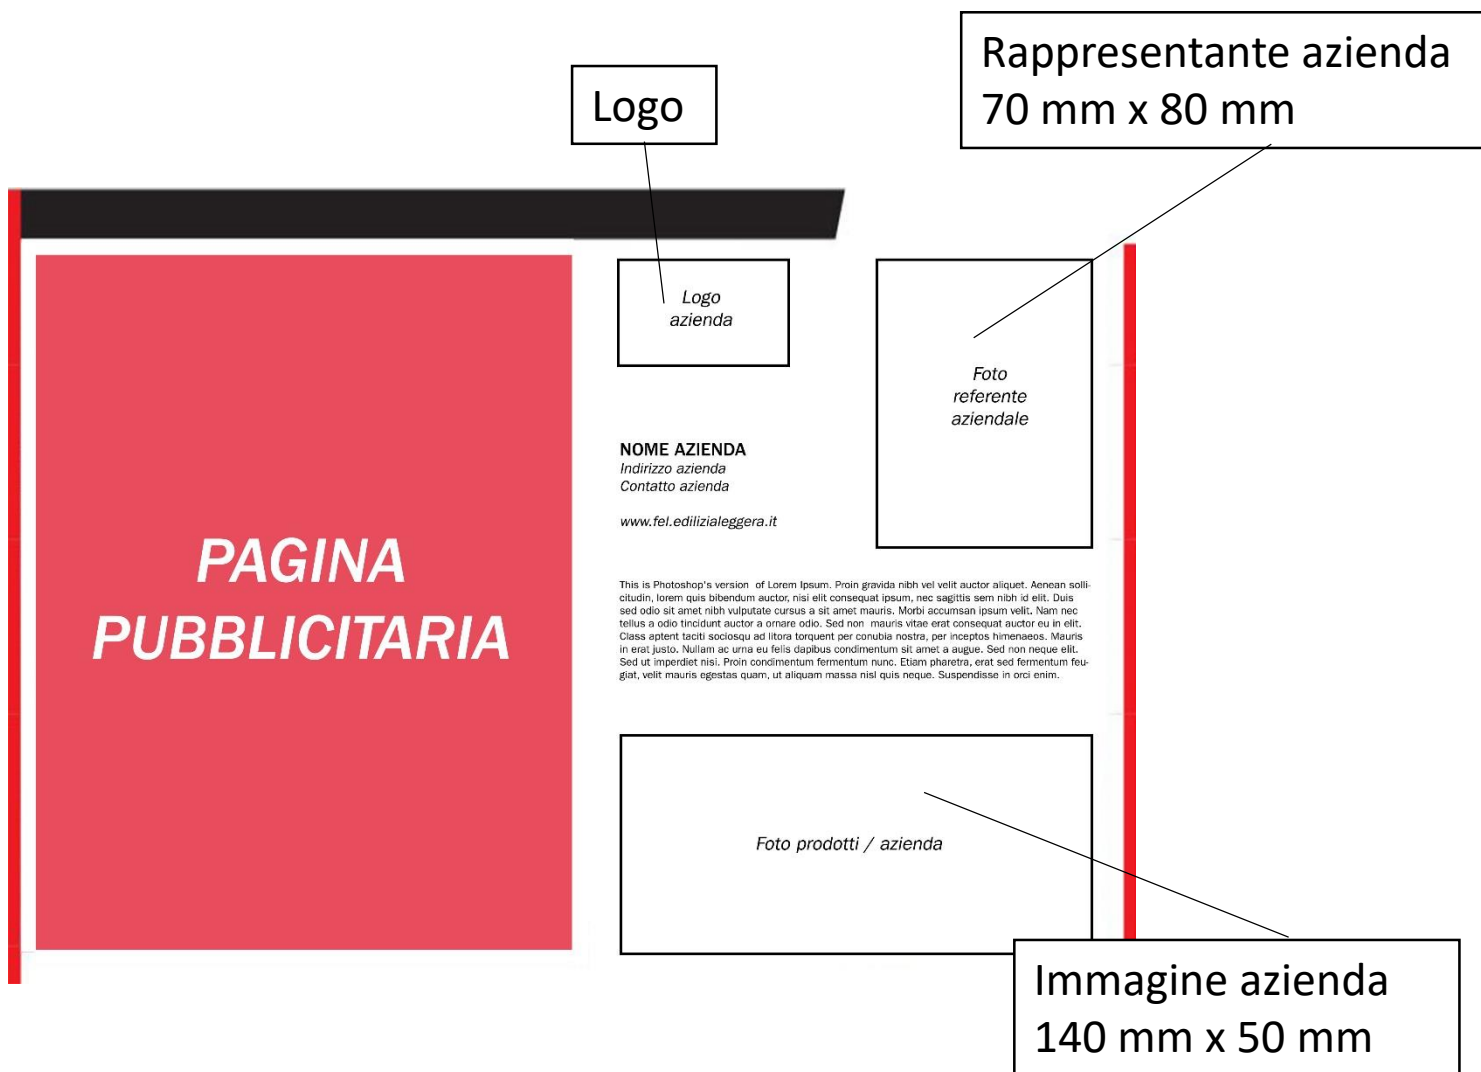 Rappresentante azienda
70 mm x 80 mm
Logo
Logo
azienda
Foto
referente
aziendale
NOME AZIENDA
Indirizzo azienda
Contatto azienda
www.fel.edilizialeggera.it
PAGINA
PUBBLICITARIA
This is Photoshop's version of Lorem Ipsum. Proin gravida nibh vel velit auctor aliquet. Aenean solli-
citudin, lorem quis bibendum auctor, nisi elit consequat ipsum, nec sagittis sem nibh id elit. Duis
sed odio sit amet nibh vulputate cursus a sit amet mauris. Morbi accumsan ipsum velit. Nam nec
tellus a odio tincidunt auctor a ornare odio. Sed non mauris vitae erat consequat auctor eu in elit.
Class aptent taciti sociosqu ad litora torquent per conubia nostra, per inceptos himenaeos. Mauris
in erat justo. Nullam ac urna eu felis dapibus condimentum sit amet a augue. Sed non neque elit.
Sed ut imperdiet nisi. Proin condimentum fermentum nunc. Etiam pharetra, erat sed fermentum feu-
giat, velit mauris egestas quam, ut aliquam massa nisl quis neque. Suspendisse in orci enim.
Foto prodotti / azienda
Immagine azienda
140 mm x 50 mm